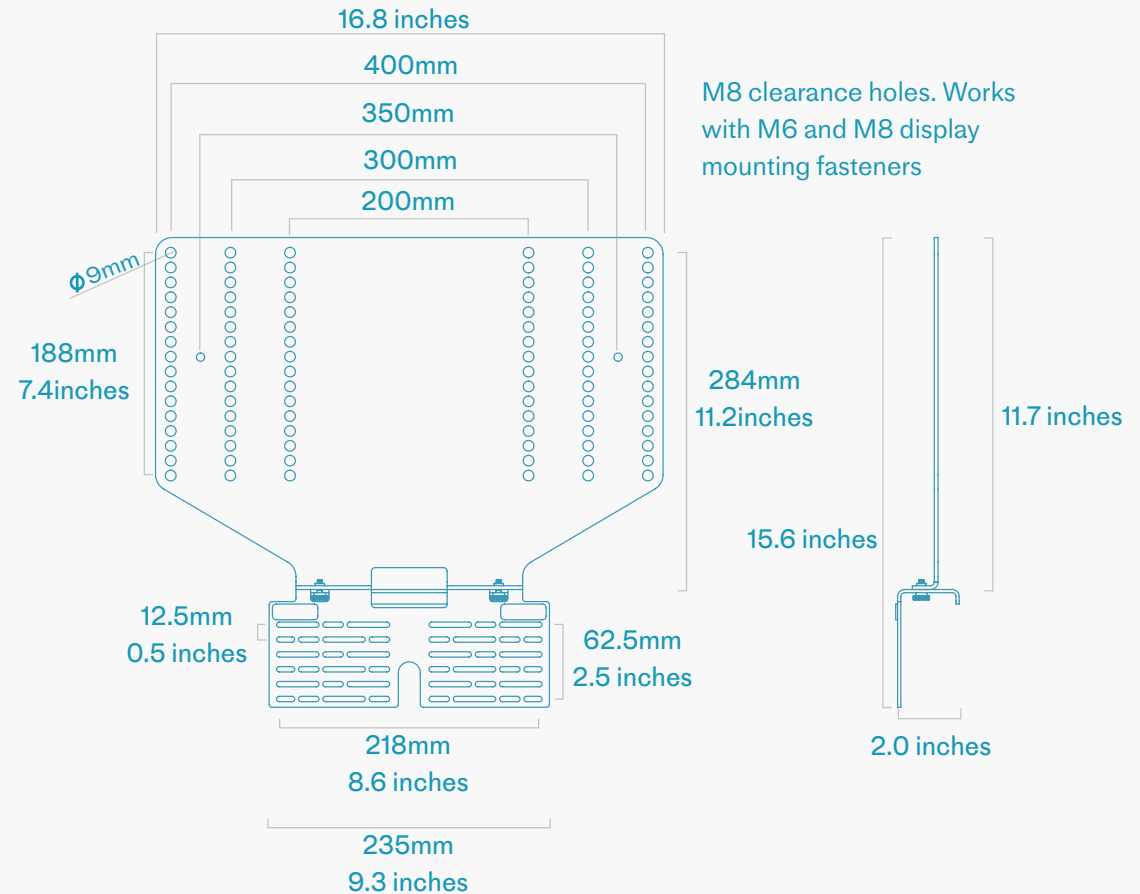 16.8 inches
400mm
350mm
300mm
200mm
M8 clearance holes. Works
with M6 and M8 display
mounting fasteners
Φ9mm
188mm
7.4inches
284mm
11.2inches
11.7 inches
15.6 inches
12.5mm
0.5 inches
62.5mm
2.5 inches
2.0 inches
218mm
8.6 inches
235mm
9.3 inches